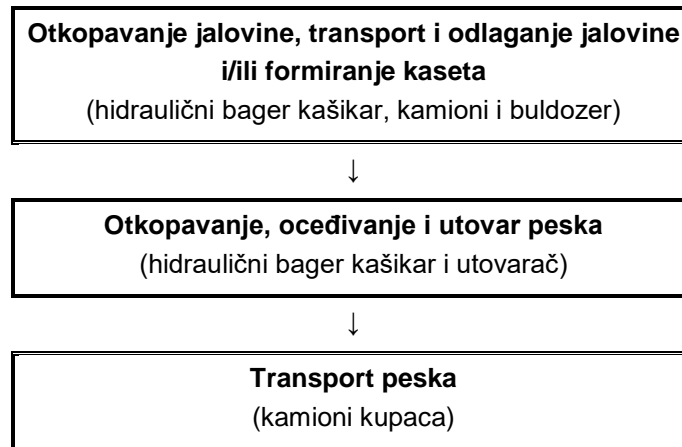 Otkopavanje jalovine, transport i odlaganje jalovine
i/ili formiranje kaseta
(hidraulični bager kašikar, kamioni i buldozer)
↓
Otkopavanje, oceđivanje i utovar peska
(hidraulični bager kašikar i utovarač)
↓
Transport peska
(kamioni kupaca)